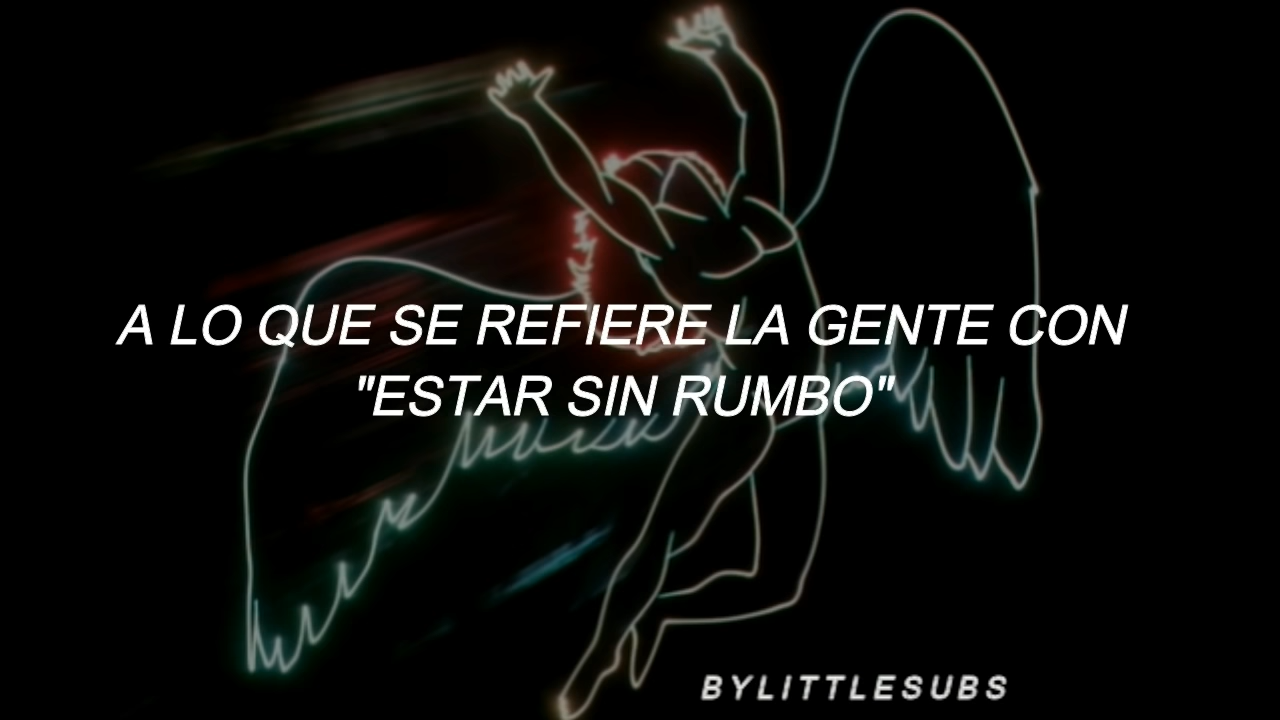 A LO QUE SE REFIERE LA GENTE CON
"ESTAR SIN RUMBO"
BYLITTLESUBS